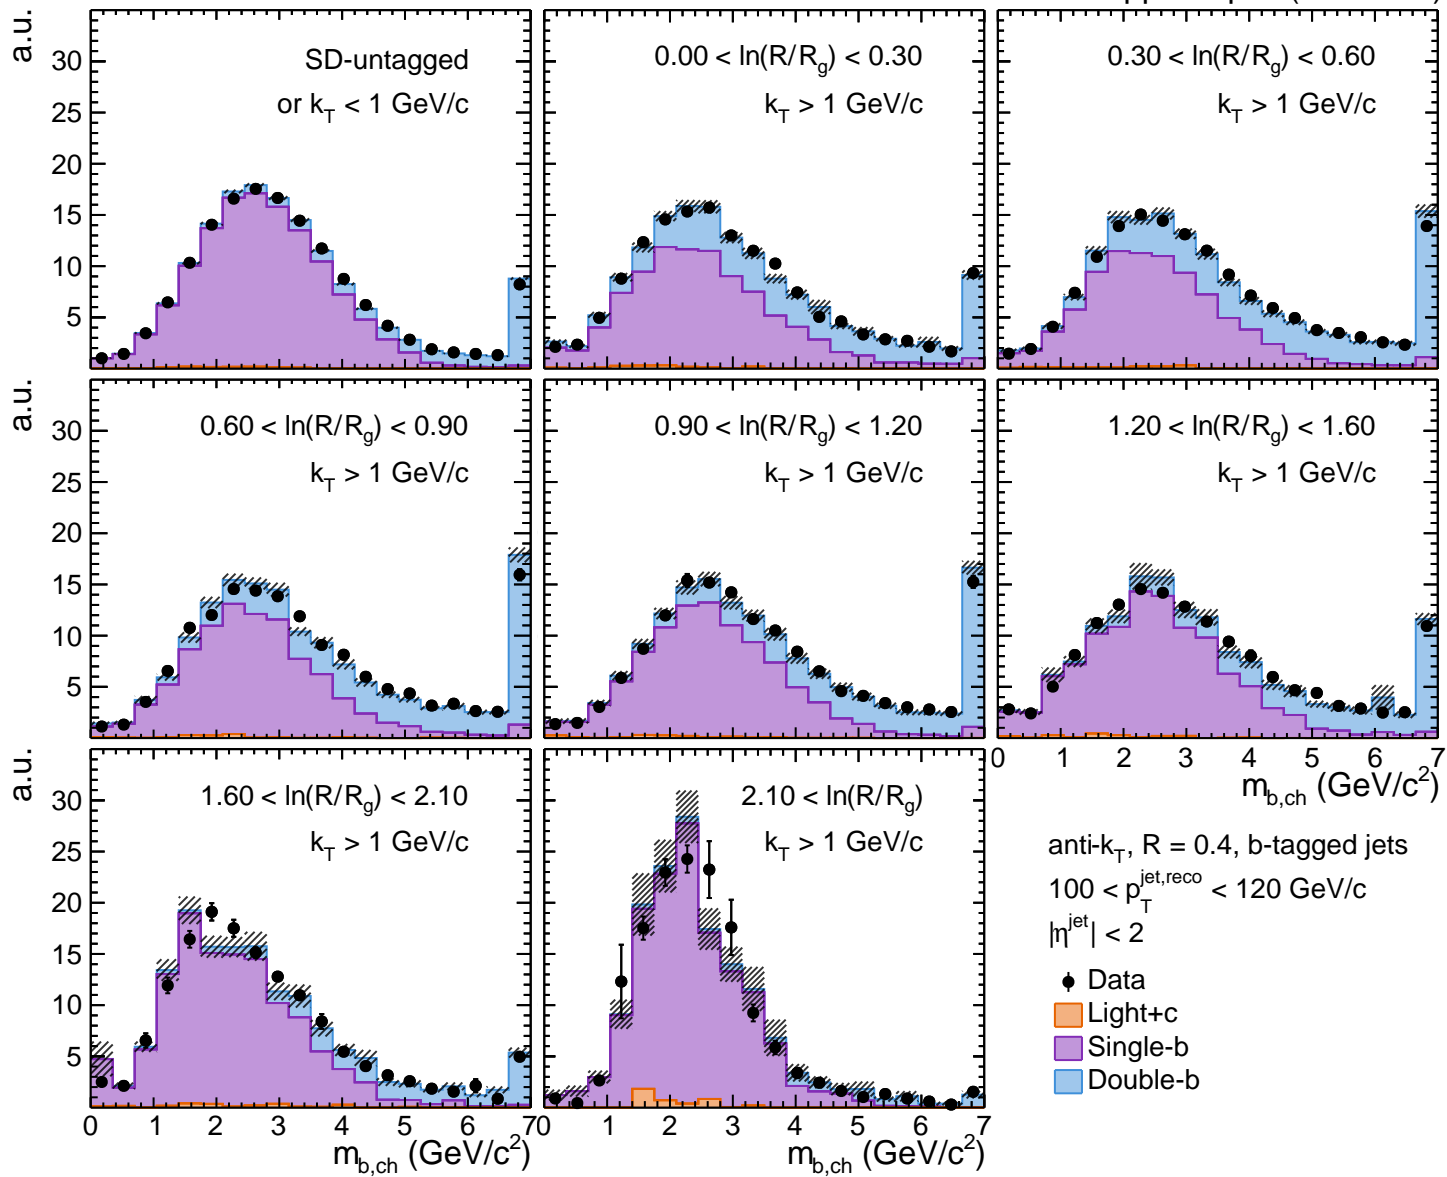 a.u.
35
30
25
20
15
10
5
SD-untagged
or k_T < 1 GeV/c
0.00 < ln(R/R_g) < 0.30
k_T > 1 GeV/c
0.30 < ln(R/R_g) < 0.60
k_T > 1 GeV/c
a.u.
30
25
20
15
10
5
0.60 < ln(R/R_g) < 0.90
k_T > 1 GeV/c
0.90 < ln(R/R_g) < 1.20
k_T > 1 GeV/c
1.20 < ln(R/R_g) < 1.60
k_T > 1 GeV/c
0 1 2 3 4 5 6 7
m_b,ch (GeV/c²)
a.u.
30
25
20
15
10
5
1.60 < ln(R/R_g) < 2.10
k_T > 1 GeV/c
0 1 2 3 4 5 6 7
m_b,ch (GeV/c²)
2.10 < ln(R/R_g)
k_T > 1 GeV/c
0 1 2 3 4 5 6 7
m_b,ch (GeV/c²)
anti-k_T, R = 0.4, b-tagged jets
100 < p_T^jet,reco < 120 GeV/c
|η^jet| < 2
Data
Light+c
Single-b
Double-b